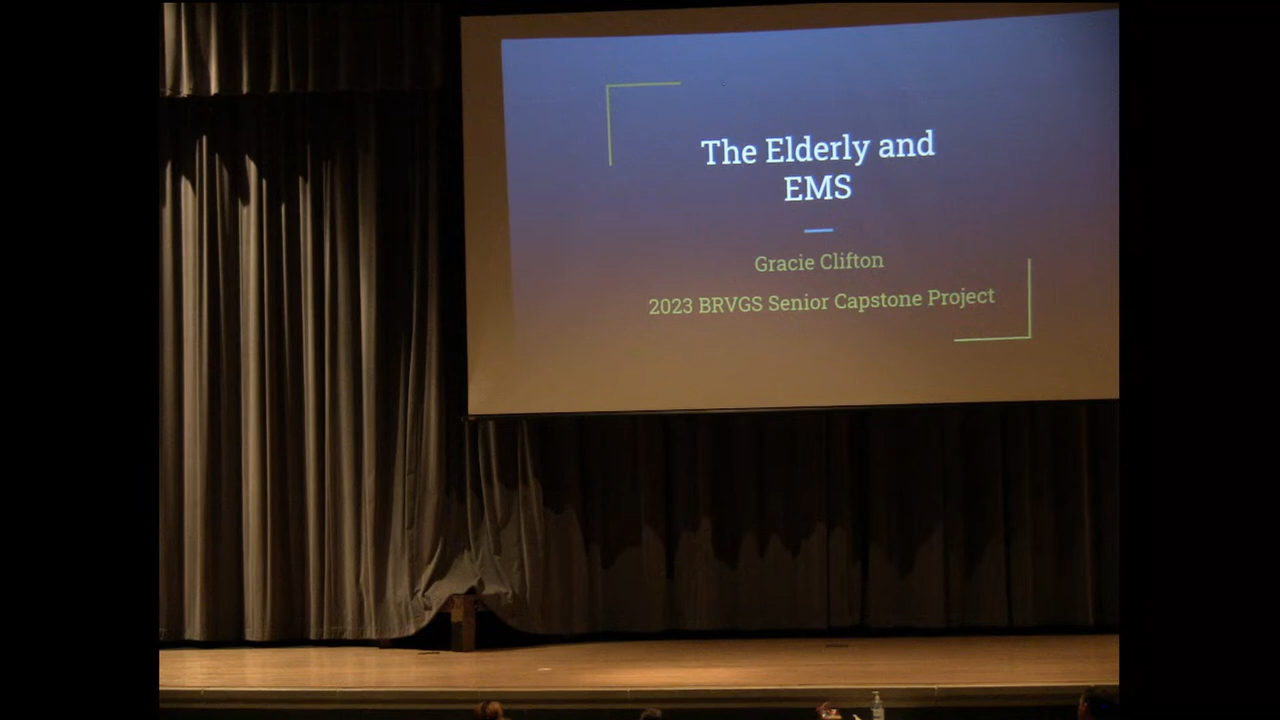 The Elderly and
EMS
Gracie Clifton
2023 BRVGS Senior Capstone Project